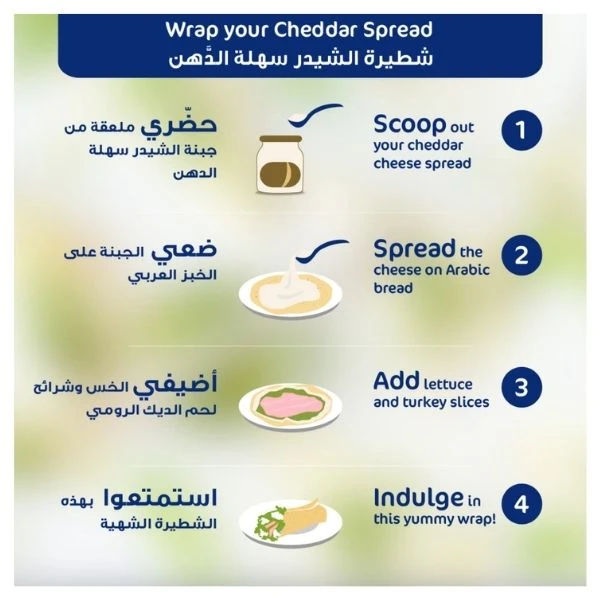 Wrap your Cheddar Spread
شطيرة الشيدر سهلة الدَّهن
1
Scoop out
your cheddar
cheese spread
حضّري ملعقة من
جبنة الشيدر سهلة
الدهن
2
Spread the
cheese on Arabic
bread
ضعي الجبنة على
الخبز العربي
3
Add lettuce
and turkey slices
أضيفي الخس وشرائح
لحم الديك الرومي
4
Indulge in
this yummy wrap!
استمتعوا بهذه
الشطيرة الشهية